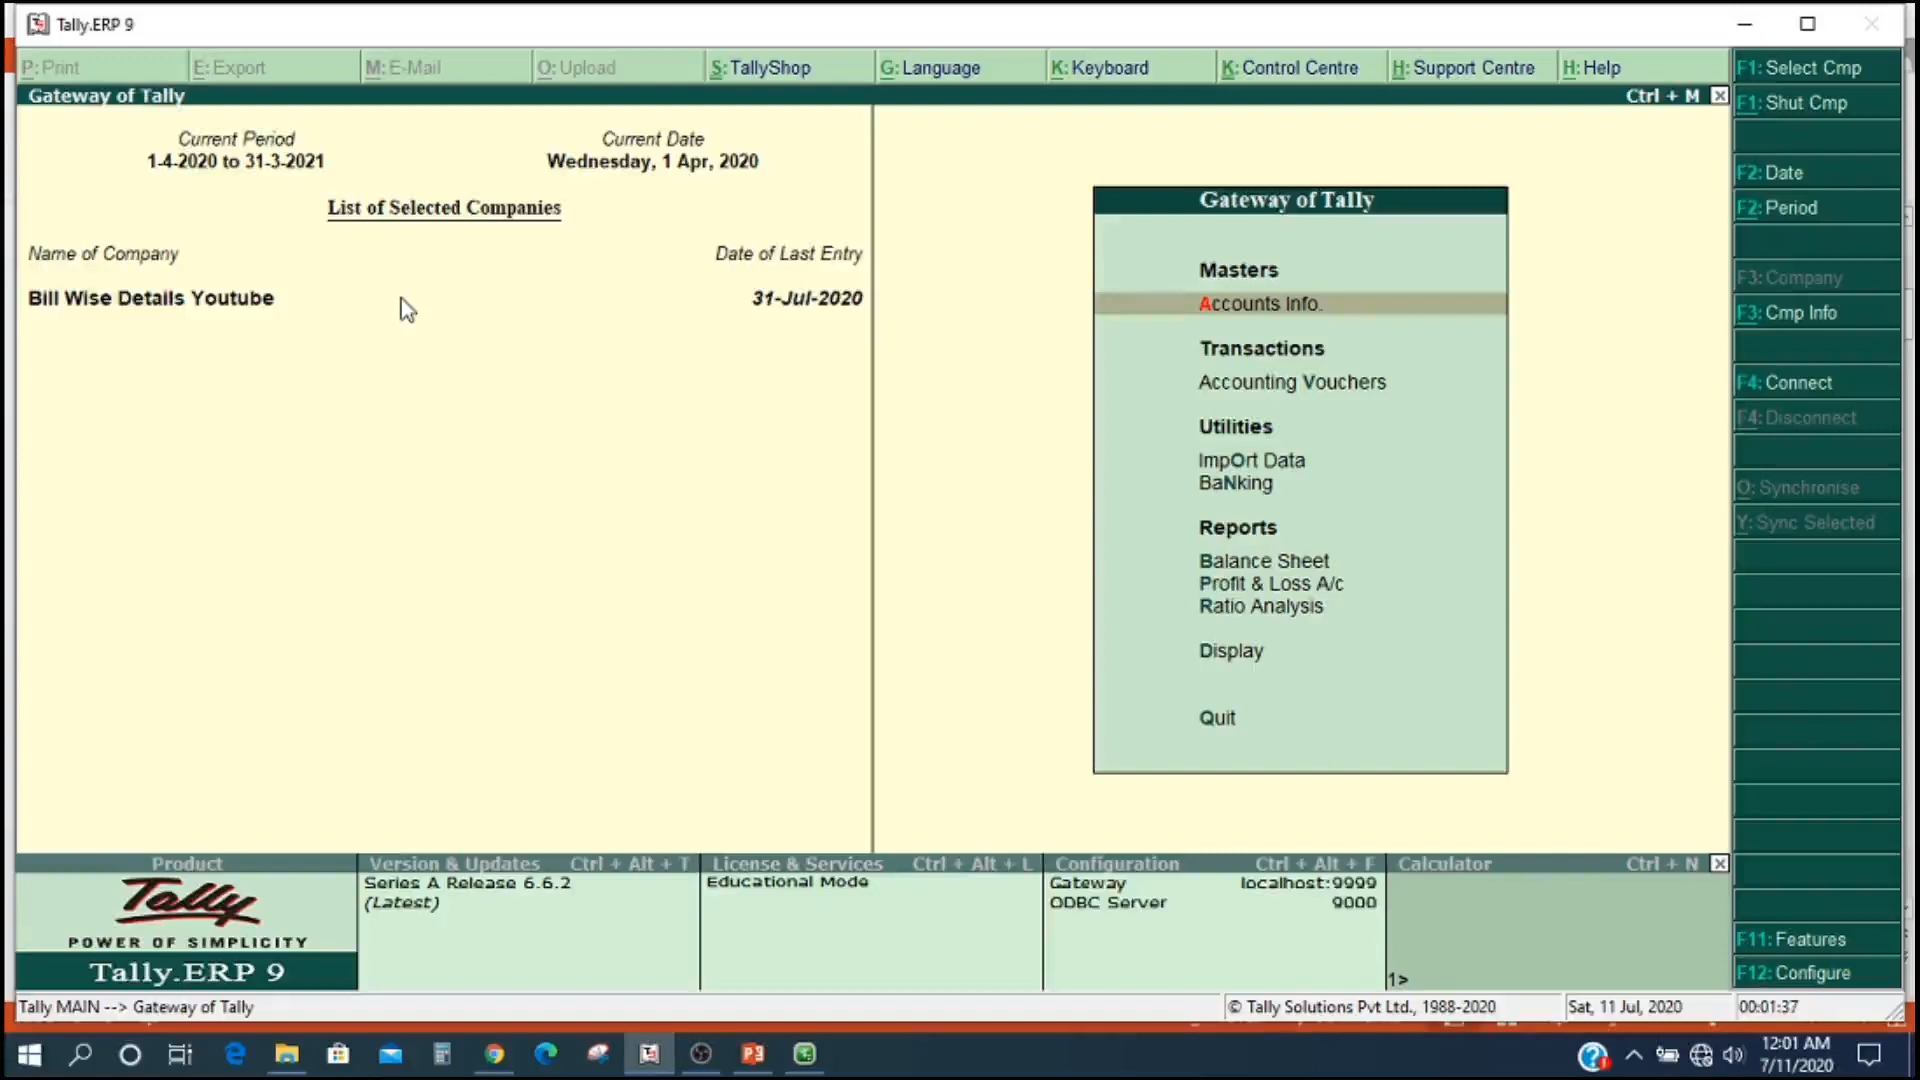 Tally.ERP 9
P: Print
E: Export
M: E-Mail
O: Upload
S: TallyShop
G: Language
K: Keyboard
K: Control Centre
H: Support Centre
H: Help
Gateway of Tally
Ctrl + M
Current Period
1-4-2020 to 31-3-2021
Current Date
Wednesday, 1 Apr, 2020
List of Selected Companies
Name of Company
Date of Last Entry
Bill Wise Details Youtube
31-Jul-2020
Gateway of Tally
Masters
Accounts Info.
Transactions
Accounting Vouchers
Utilities
ImpOrt Data
BaNking
Reports
Balance Sheet
Profit & Loss A/c
Ratio Analysis
Display
Quit
F1: Select Cmp
F1: Shut Cmp
F2: Date
F2: Period
F3: Company
F3: Cmp Info
F4: Connect
F4: Disconnect
O: Synchronise
Y: Sync Selected
F11: Features
F12: Configure
Product
Tally
POWER OF SIMPLICITY
Tally.ERP 9
Version & Updates Ctrl + Alt + T
Series A Release 6.6.2
(Latest)
License & Services Ctrl + Alt + L
Educational Mode
Configuration Ctrl + Alt + F
Gateway localhost:9999
ODBC Server 9000
Calculator Ctrl + N
1>
Tally MAIN --> Gateway of Tally
© Tally Solutions Pvt Ltd., 1988-2020
Sat, 11 Jul, 2020
00:01:37
12:01 AM
7/11/2020